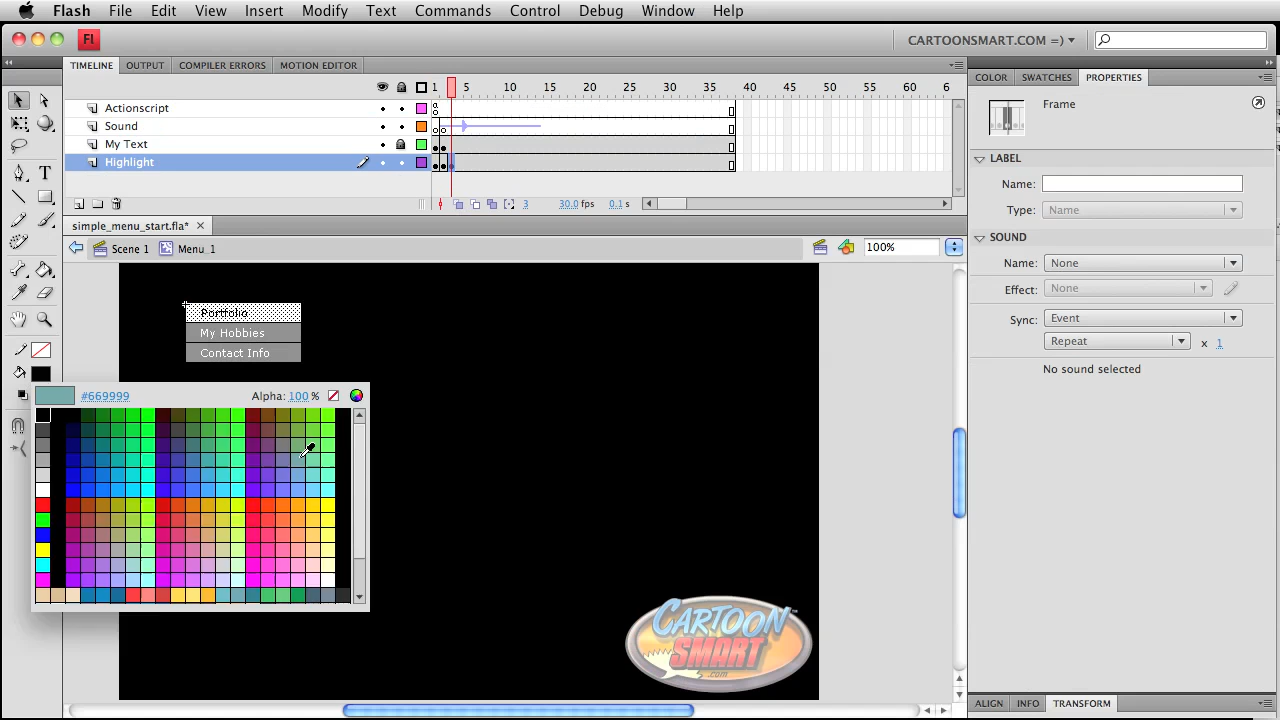 Flash File Edit View Insert Modify Text Commands Control Debug Window Help
Fl CARTOONSMART.COM =)
TIMELINE OUTPUT COMPILER ERRORS MOTION EDITOR
COLOR SWATCHES PROPERTIES
1 5 10 15 20 25 30 35 40 45 50 55 60 6
Actionscript
Sound
My Text
Highlight
3 30.0 fps 0.1 s
Frame
LABEL
Name:
Type: Name
SOUND
Name: None
Effect: None
Sync: Event
Repeat x 1
No sound selected
simple_menu_start.fla*
Scene 1 Menu_1 100%
Portfolio
My Hobbies
Contact Info
#669999 Alpha: 100 %
CARTOON
SMART
.com
ALIGN INFO TRANSFORM